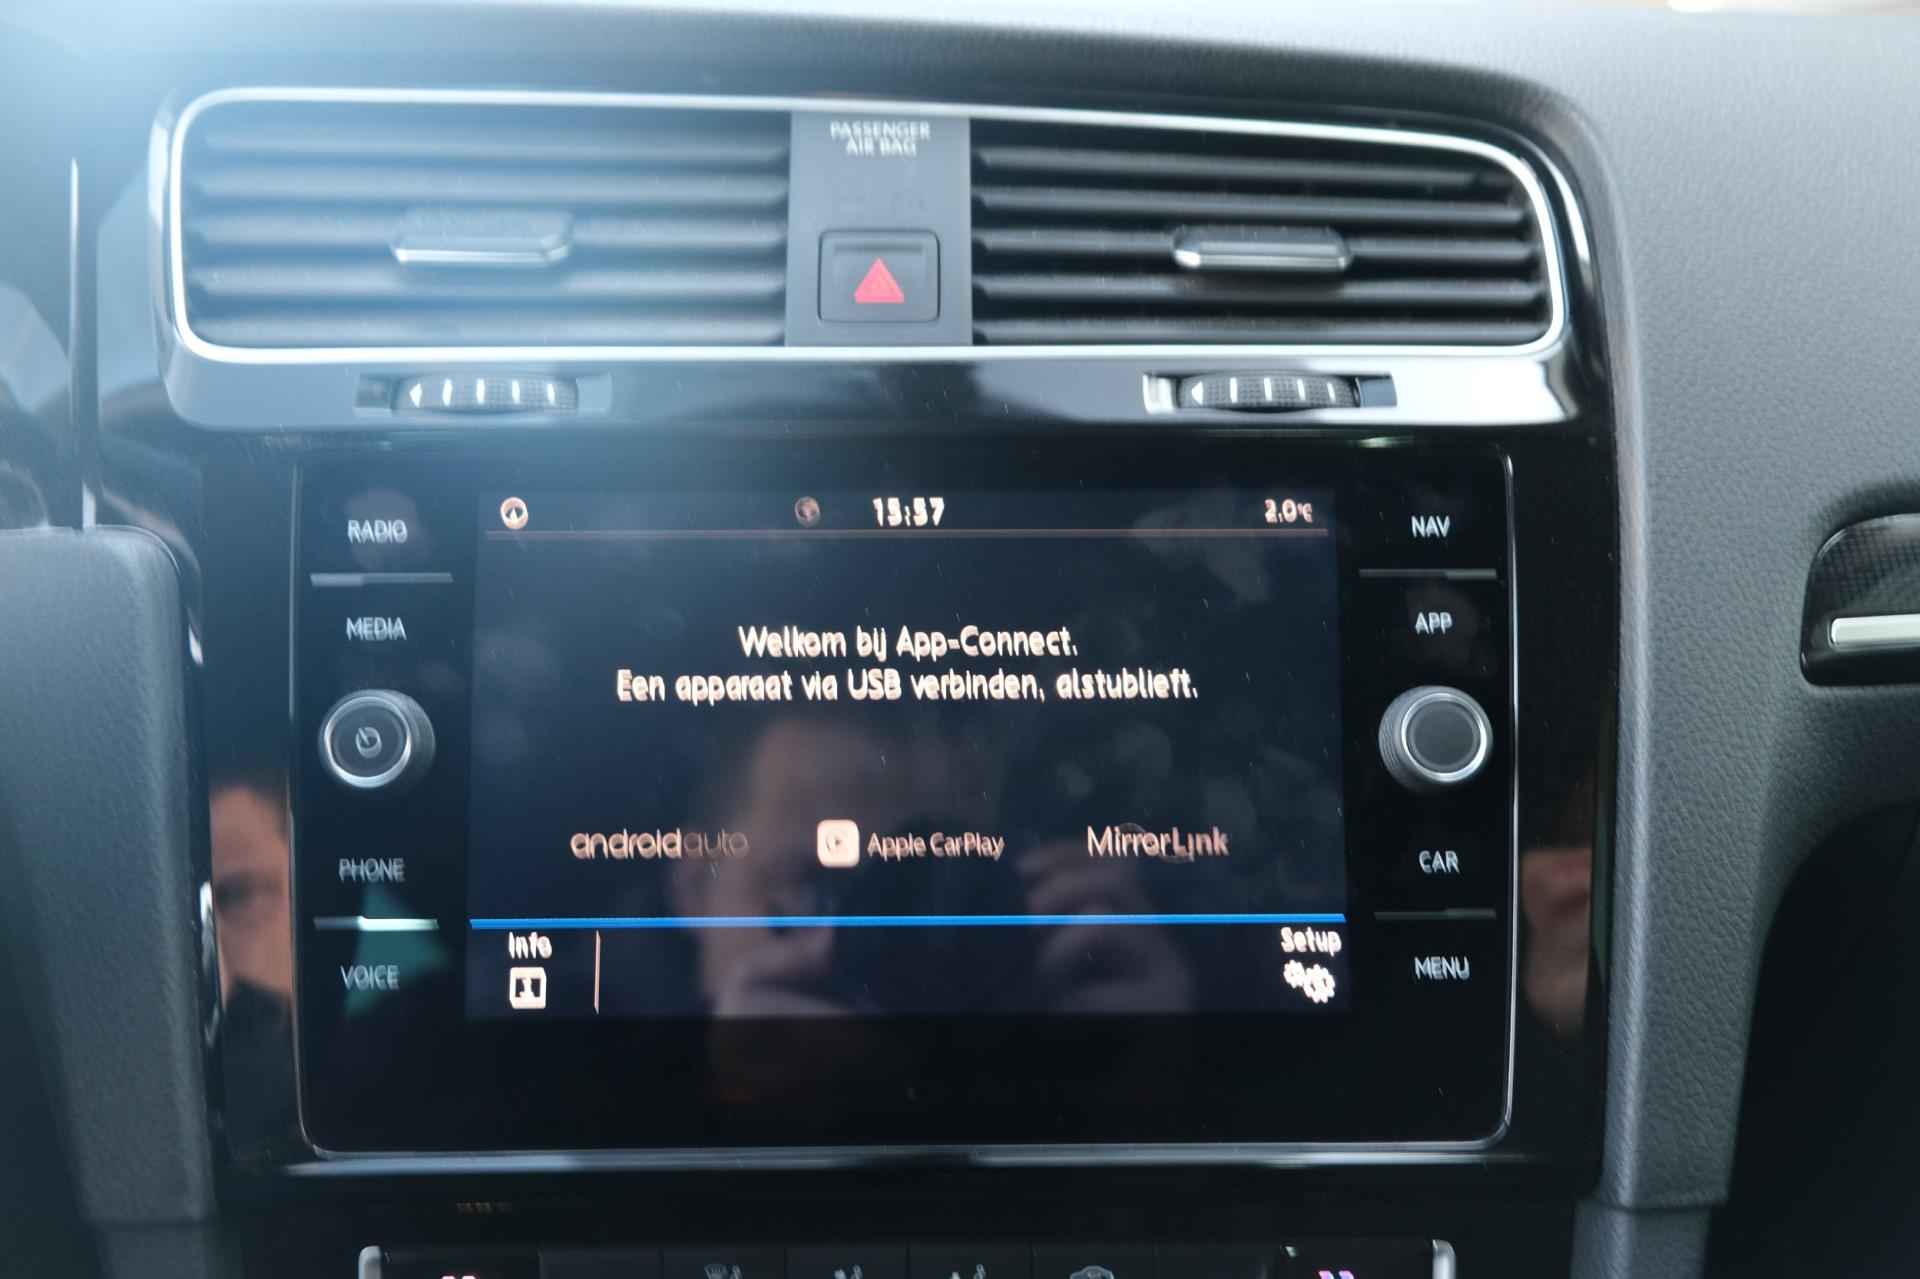 PASSENGER
AIR BAG
15:57
2.0°C
RADIO
MEDIA
PHONE
VOICE
NAV
APP
CAR
MENU
Welkom bij App-Connect.
Een apparaat via USB verbinden, alstublieft.
androidauto
Apple CarPlay
MirrorLink
Info
Setup